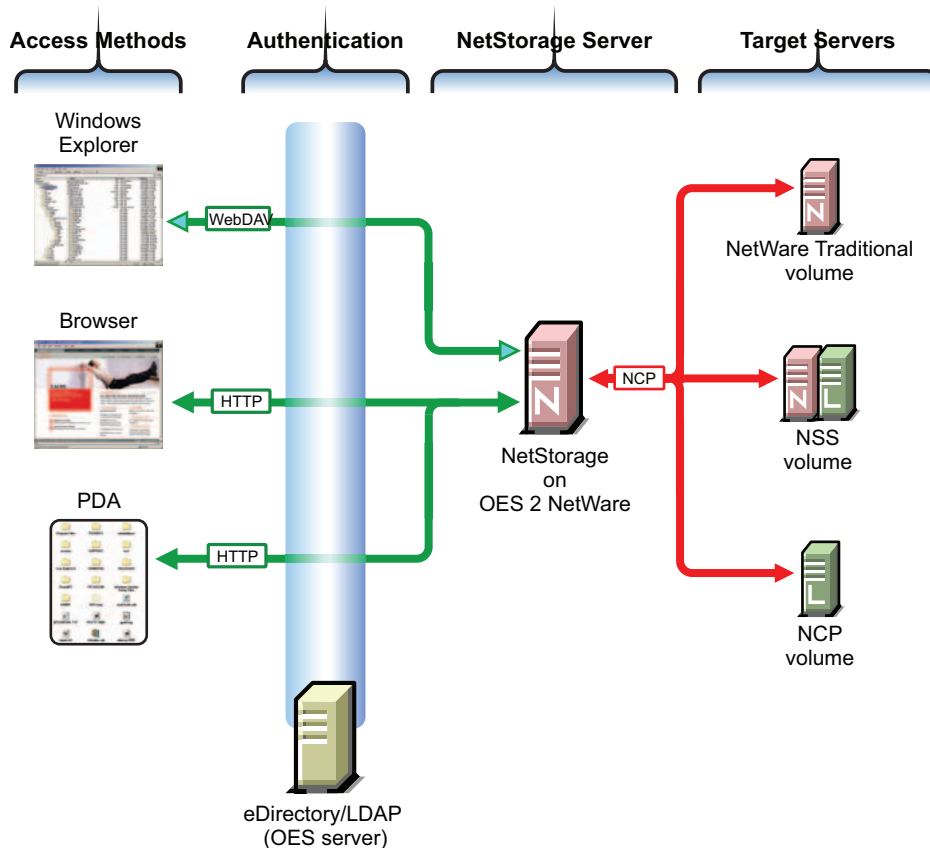 Access Methods
Authentication
NetStorage Server
Target Servers
Windows
Explorer
WebDAV
Browser
HTTP
PDA
HTTP
eDirectory/LDAP
(OES server)
N
NetStorage
on
OES 2 NetWare
NCP
N
NetWare Traditional
volume
N
L
NSS
volume
L
NCP
volume